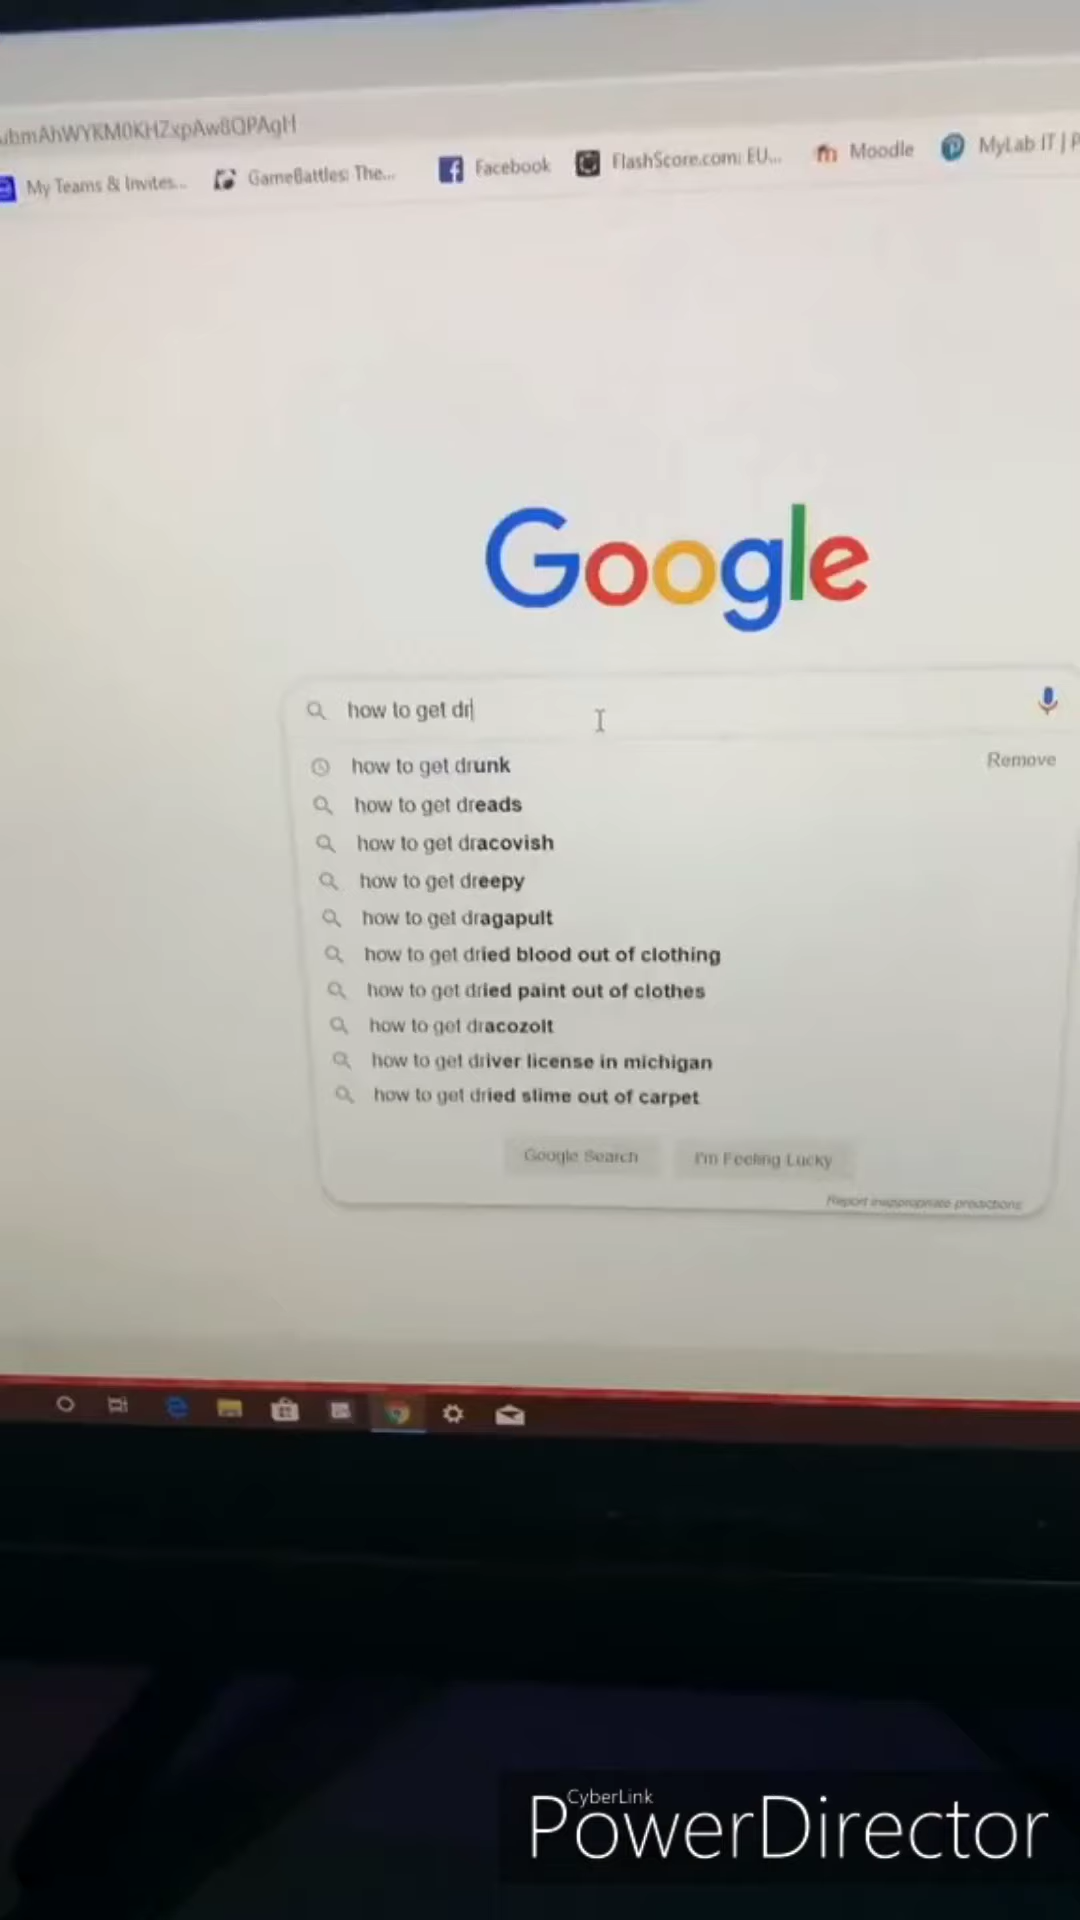 My Teams & Invites... GameBattles: The... Facebook FlashScore.com: EU... Moodle MyLab IT | P
Google
how to get dr
how to get drunk Remove
how to get dreads
how to get dracovish
how to get dreepy
how to get dragapult
how to get dried blood out of clothing
how to get dried paint out of clothes
how to get dracozolt
how to get driver license in michigan
how to get dried slime out of carpet
Google Search I'm Feeling Lucky
Report inappropriate predictions
CyberLink
PowerDirector